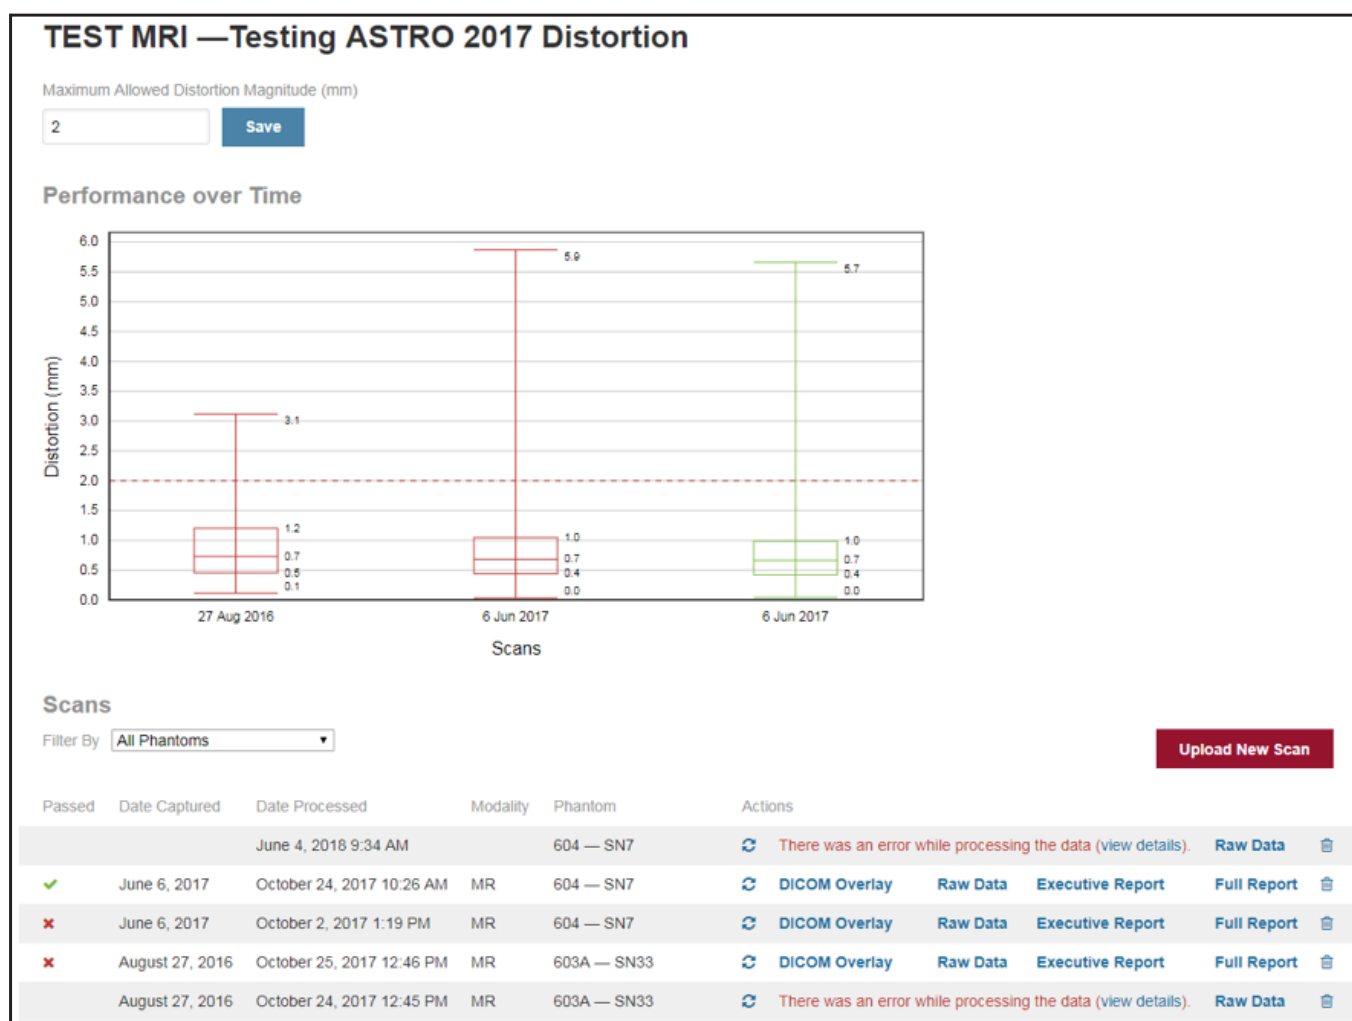 TEST MRI —Testing ASTRO 2017 Distortion
Maximum Allowed Distortion Magnitude (mm)
2 Save
Performance over Time
6.0
5.5
5.0
4.5
4.0
3.5
3.0
2.5
2.0
1.5
1.0
0.5
0.0
Distortion (mm)
3.1
1.2
0.7
0.5
0.1
5.9
1.0
0.7
0.4
0.0
5.7
1.0
0.7
0.4
0.0
27 Aug 2016 6 Jun 2017 6 Jun 2017
Scans
Scans
Filter By All Phantoms
Upload New Scan
Passed Date Captured Date Processed Modality Phantom Actions
June 4, 2018 9:34 AM 604 — SN7 There was an error while processing the data (view details). Raw Data
June 6, 2017 October 24, 2017 10:26 AM MR 604 — SN7 DICOM Overlay Raw Data Executive Report Full Report
June 6, 2017 October 2, 2017 1:19 PM MR 604 — SN7 DICOM Overlay Raw Data Executive Report Full Report
August 27, 2016 October 25, 2017 12:46 PM MR 603A — SN33 DICOM Overlay Raw Data Executive Report Full Report
August 27, 2016 October 24, 2017 12:45 PM MR 603A — SN33 There was an error while processing the data (view details). Raw Data